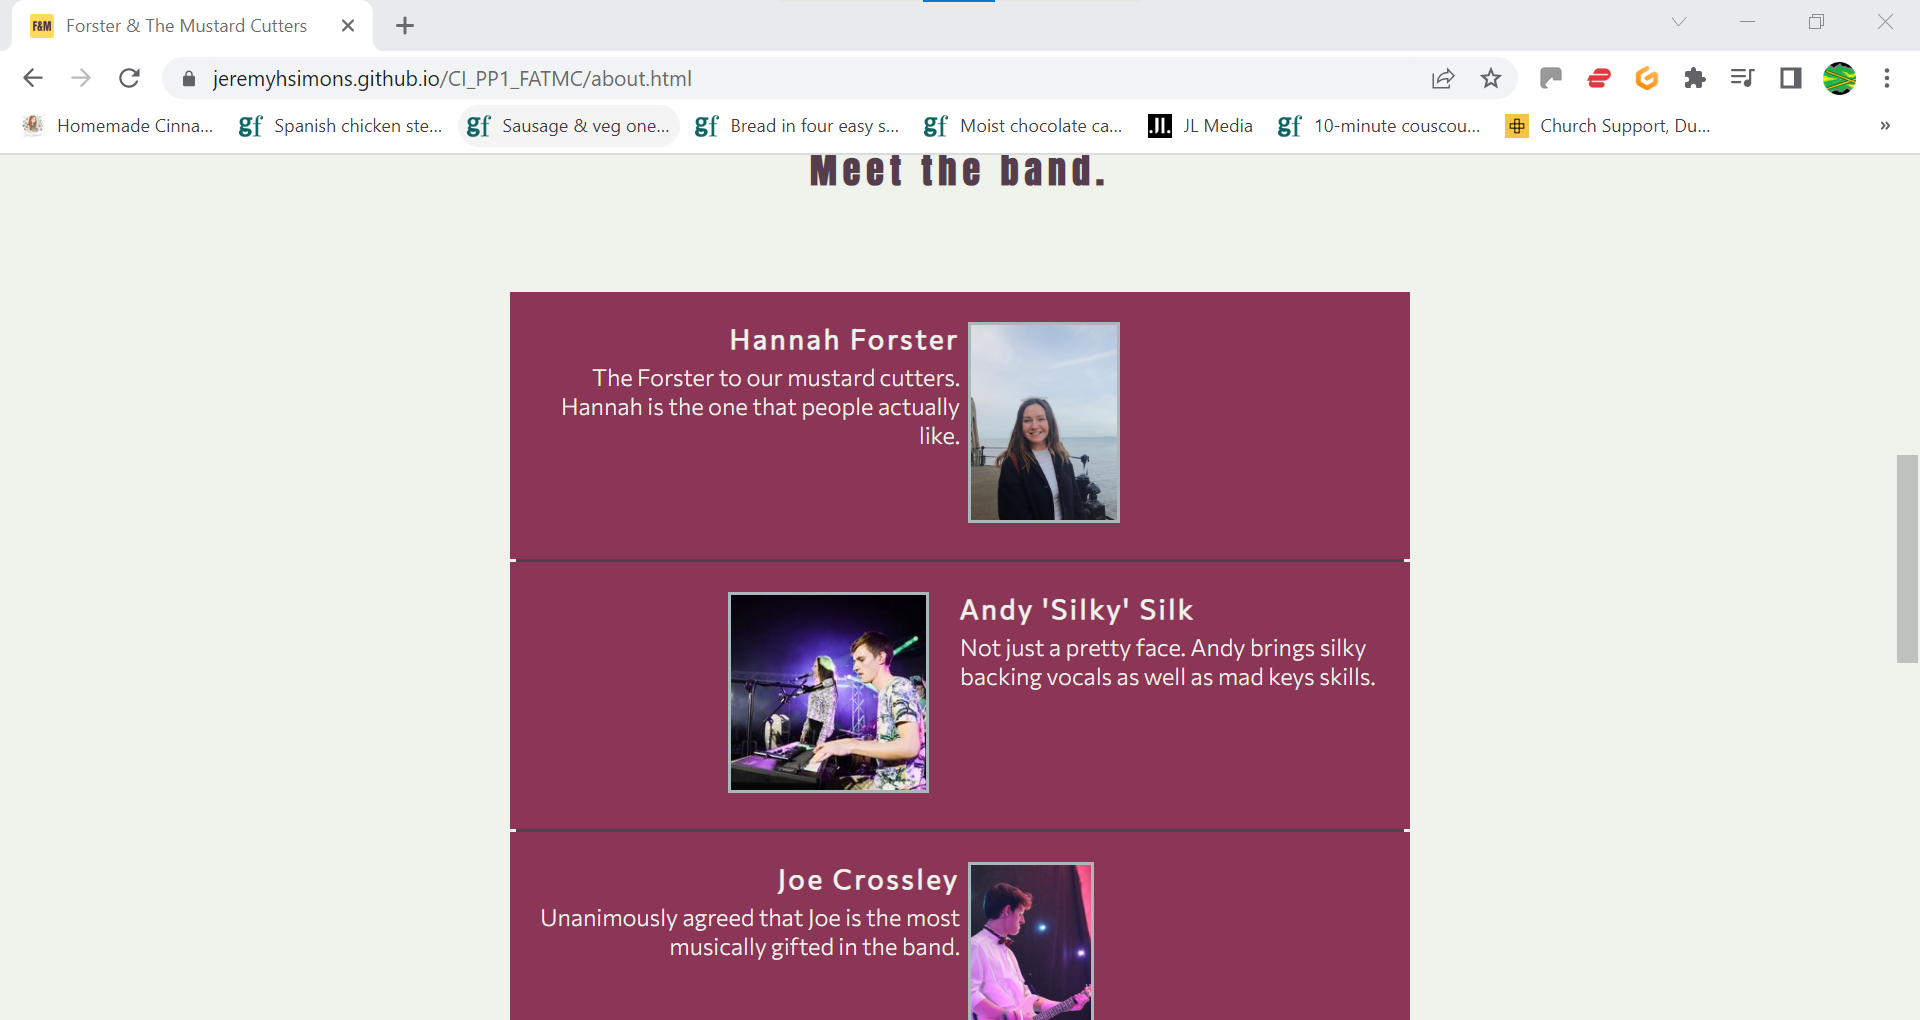 F&M Forster & The Mustard Cutters
jeremyhsimons.github.io/CI_PP1_FATMC/about.html
Homemade Cinna... gf Spanish chicken ste... gf Sausage & veg one... gf Bread in four easy s... gf Moist chocolate ca... .JL. JL Media gf 10-minute couscou... Church Support, Du... »
Meet the band.
Hannah Forster
The Forster to our mustard cutters.
Hannah is the one that people actually
like.
Andy 'Silky' Silk
Not just a pretty face. Andy brings silky
backing vocals as well as mad keys skills.
Joe Crossley
Unanimously agreed that Joe is the most
musically gifted in the band.